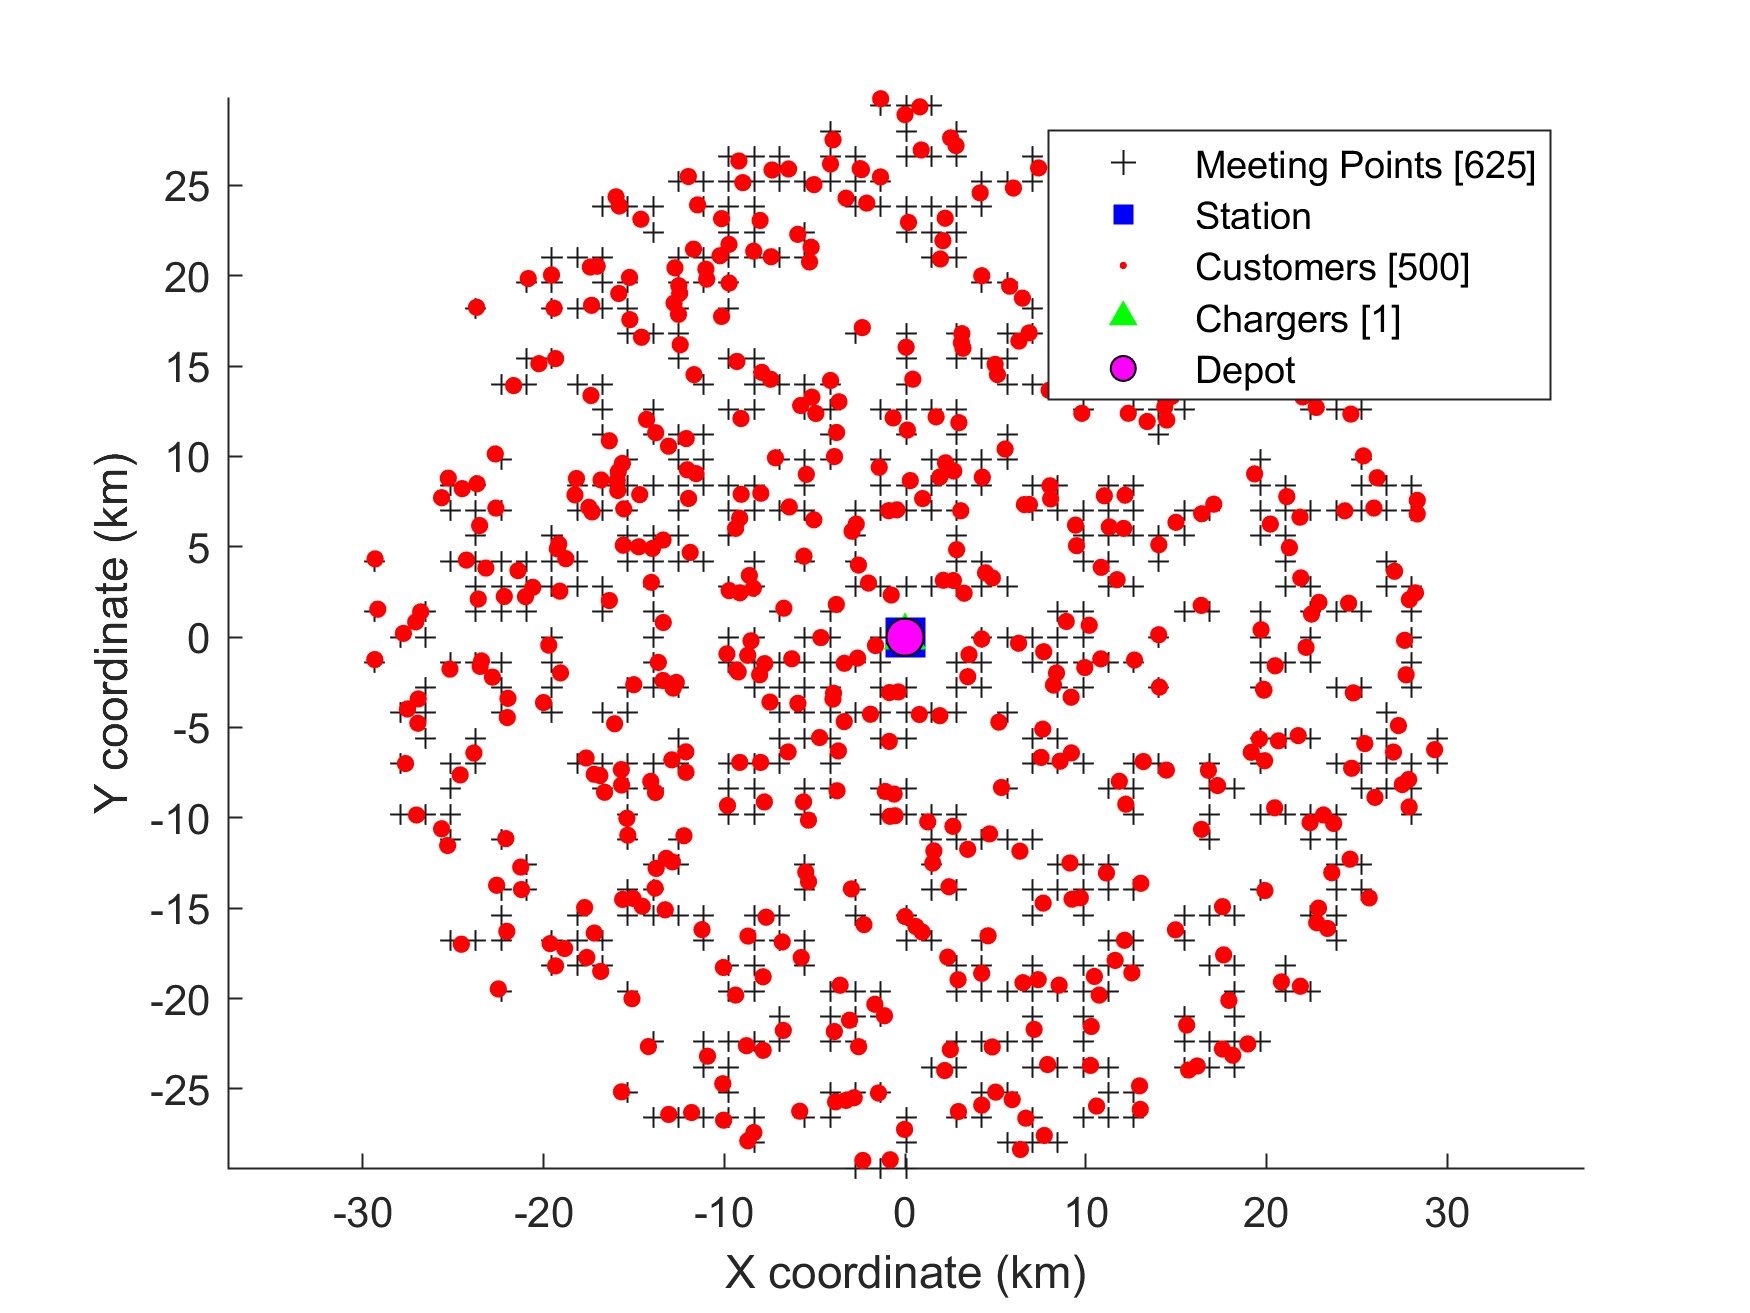 25
20
15
10
5
0
-5
-10
-15
-20
-25
-30
-20
-10
0
10
20
30
X coordinate (km)
Y coordinate (km)
Meeting Points [625]
Station
Customers [500]
Chargers [1]
Depot